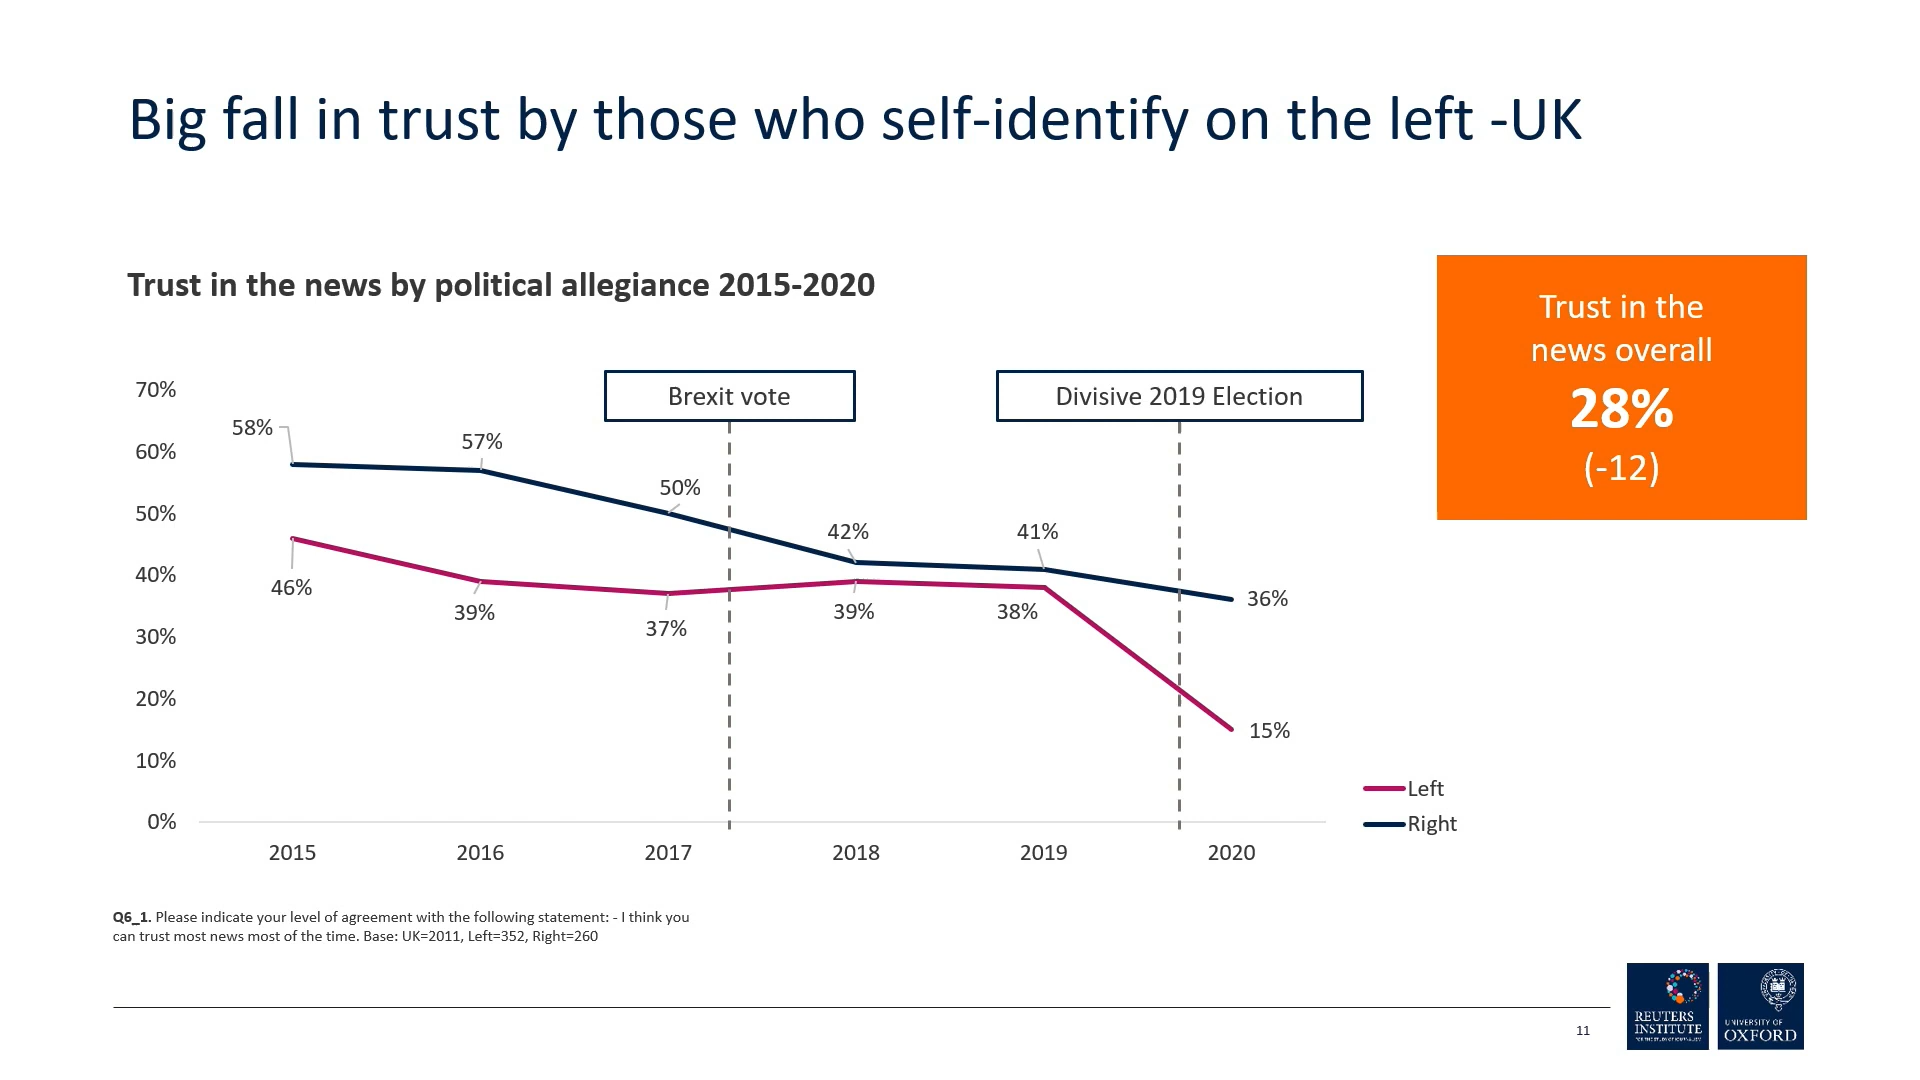 Big fall in trust by those who self-identify on the left -UK
Trust in the news by political allegiance 2015-2020
Trust in the
news overall
28%
(-12)
Brexit vote
Divisive 2019 Election
70%
60%
50%
40%
30%
20%
10%
0%
58%
57%
50%
42%
41%
36%
46%
39%
37%
39%
38%
15%
2015
2016
2017
2018
2019
2020
Left
Right
Q6_1. Please indicate your level of agreement with the following statement: - I think you
can trust most news most of the time. Base: UK=2011, Left=352, Right=260
11
REUTERS
INSTITUTE
FOR THE STUDY OF JOURNALISM
UNIVERSITY OF
OXFORD